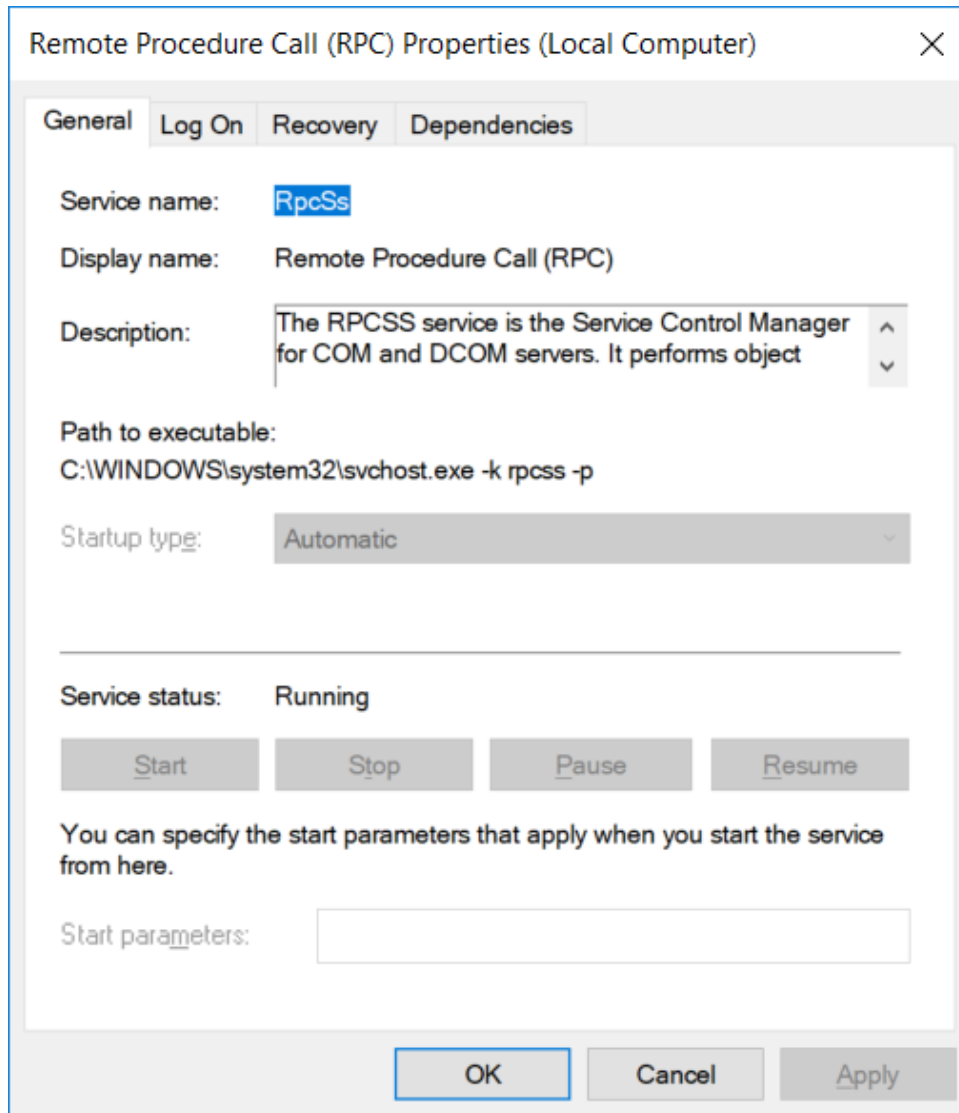 Remote Procedure Call (RPC) Properties (Local Computer)
General Log On Recovery Dependencies
Service name: RpcSs
Display name: Remote Procedure Call (RPC)
Description: The RPCSS service is the Service Control Manager
for COM and DCOM servers. It performs object
Path to executable:
C:\WINDOWS\system32\svchost.exe -k rpcss -p
Startup type: Automatic
Service status: Running
Start Stop Pause Resume
You can specify the start parameters that apply when you start the service
from here.
Start parameters:
OK Cancel Apply